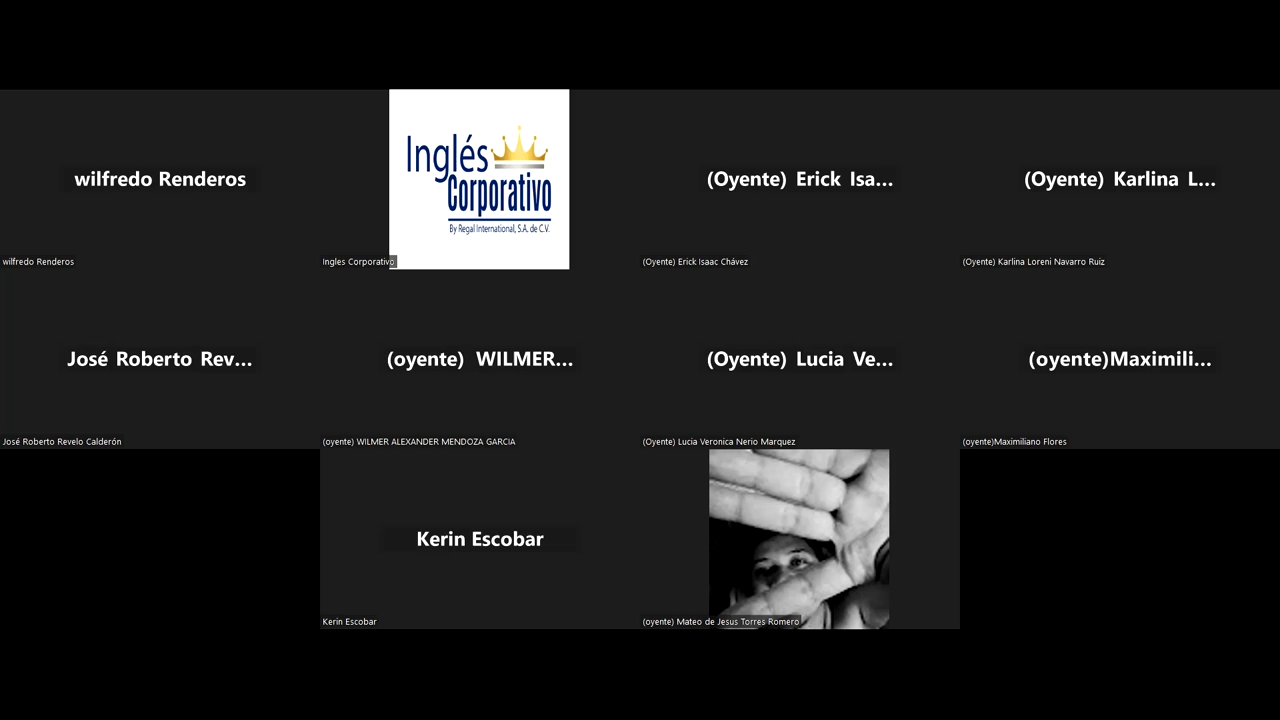 wilfredo Renderos
Inglés
Corporativo
By Regal International, S.A. de C.V.
(Oyente) Erick Isa...
(Oyente) Karlina L...
wilfredo Renderos
Ingles Corporativo
(Oyente) Erick Isaac Chávez
(Oyente) Karlina Loreni Navarro Ruiz
José Roberto Rev...
(oyente) WILMER...
(Oyente) Lucia Ve...
(oyente)Maximili...
José Roberto Revelo Calderón
(oyente) WILMER ALEXANDER MENDOZA GARCIA
(Oyente) Lucia Veronica Nerio Marquez
(oyente)Maximiliano Flores
Kerin Escobar
Kerin Escobar
(oyente) Mateo de Jesus Torres Romero